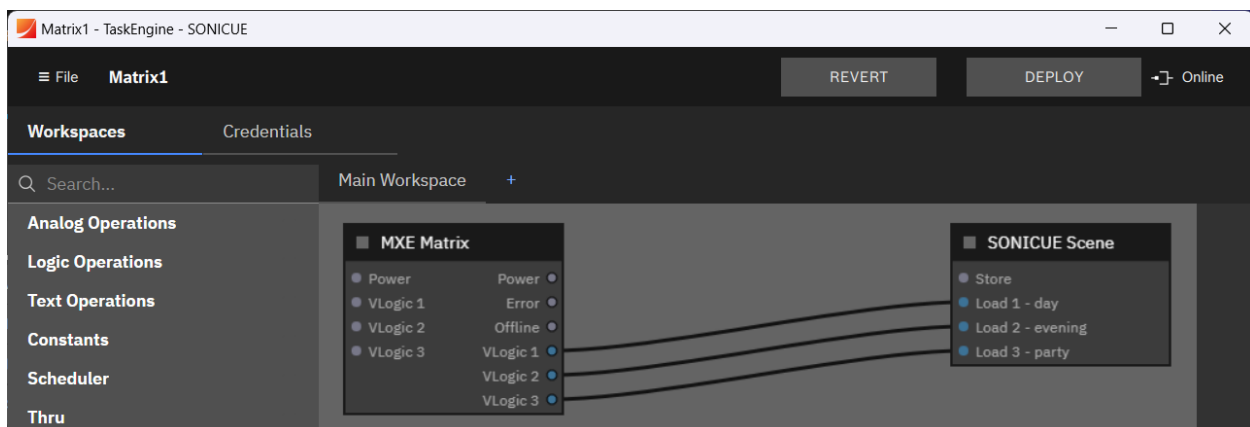 Matrix1 - TaskEngine - SONICUE
File Matrix1 REVERT DEPLOY Online
Workspaces Credentials
Search... Main Workspace +
Analog Operations
Logic Operations
Text Operations
Constants
Scheduler
Thru
MXE Matrix
Power Power
VLogic 1 Error
VLogic 2 Offline
VLogic 3 VLogic 1
VLogic 2
VLogic 3
SONICUE Scene
Store
Load 1 - day
Load 2 - evening
Load 3 - party